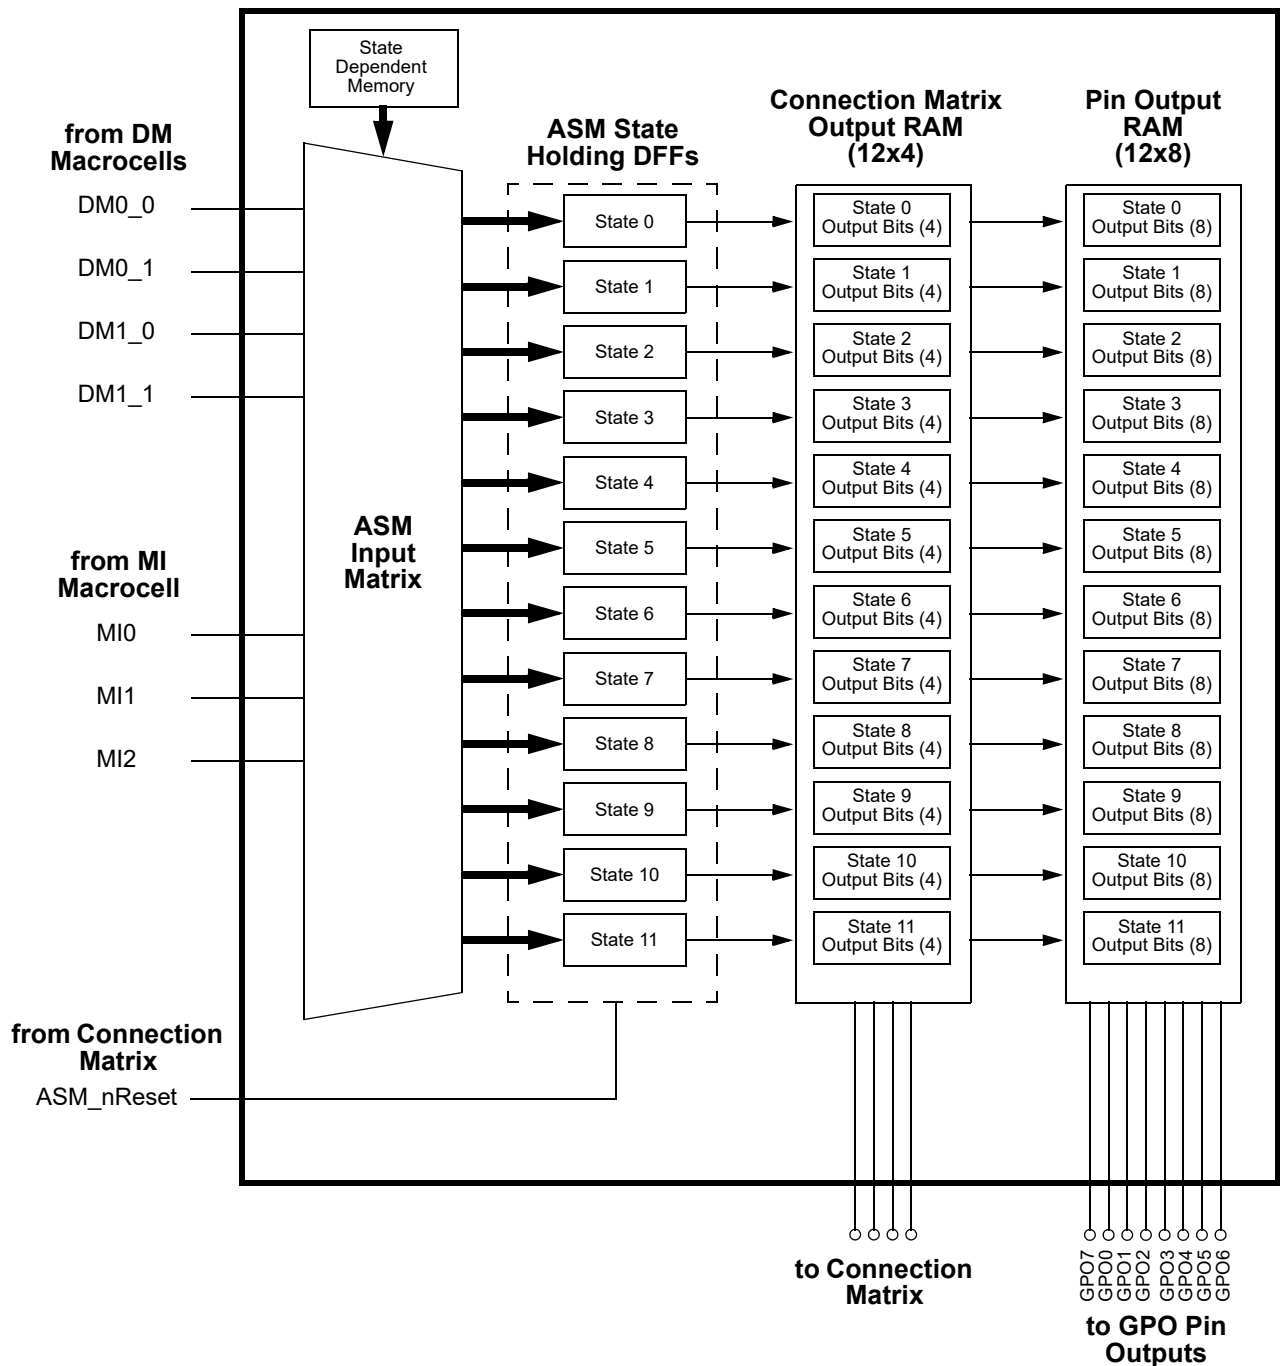 State
Dependent
Memory
from DM
Macrocells
DM0_0
DM0_1
DM1_0
DM1_1
from MI
Macrocell
MI0
MI1
MI2
from Connection
Matrix
ASM_nReset
ASM
Input
Matrix
ASM State
Holding DFFs
State 0
State 1
State 2
State 3
State 4
State 5
State 6
State 7
State 8
State 9
State 10
State 11
Connection Matrix
Output RAM
(12x4)
State 0
Output Bits (4)
State 1
Output Bits (4)
State 2
Output Bits (4)
State 3
Output Bits (4)
State 4
Output Bits (4)
State 5
Output Bits (4)
State 6
Output Bits (4)
State 7
Output Bits (4)
State 8
Output Bits (4)
State 9
Output Bits (4)
State 10
Output Bits (4)
State 11
Output Bits (4)
to Connection
Matrix
Pin Output
RAM
(12x8)
State 0
Output Bits (8)
State 1
Output Bits (8)
State 2
Output Bits (8)
State 3
Output Bits (8)
State 4
Output Bits (8)
State 5
Output Bits (8)
State 6
Output Bits (8)
State 7
Output Bits (8)
State 8
Output Bits (8)
State 9
Output Bits (8)
State 10
Output Bits (8)
State 11
Output Bits (8)
GPO7
GPO0
GPO1
GPO2
GPO3
GPO4
GPO5
GPO6
to GPO Pin
Outputs